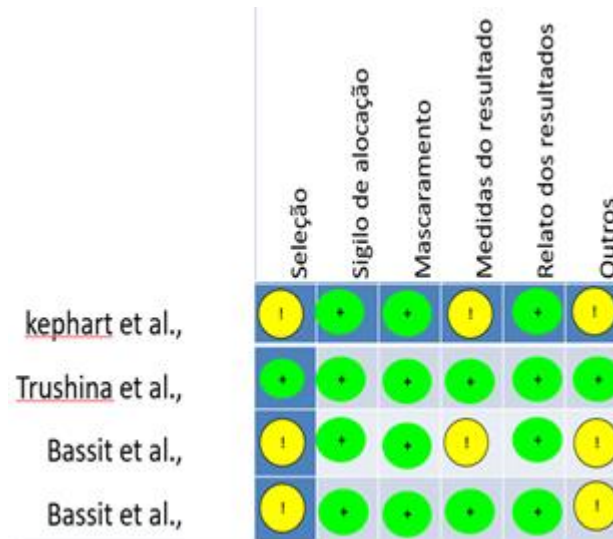 Seleção
Sigilo de alocação
Mascaramento
Medidas do resultado
Relato dos resultados
Outros
kephart et al., ! + + ! + !
Trushina et al., + + + + + +
Bassit et al., ! + + ! + !
Bassit et al., ! + + + + !